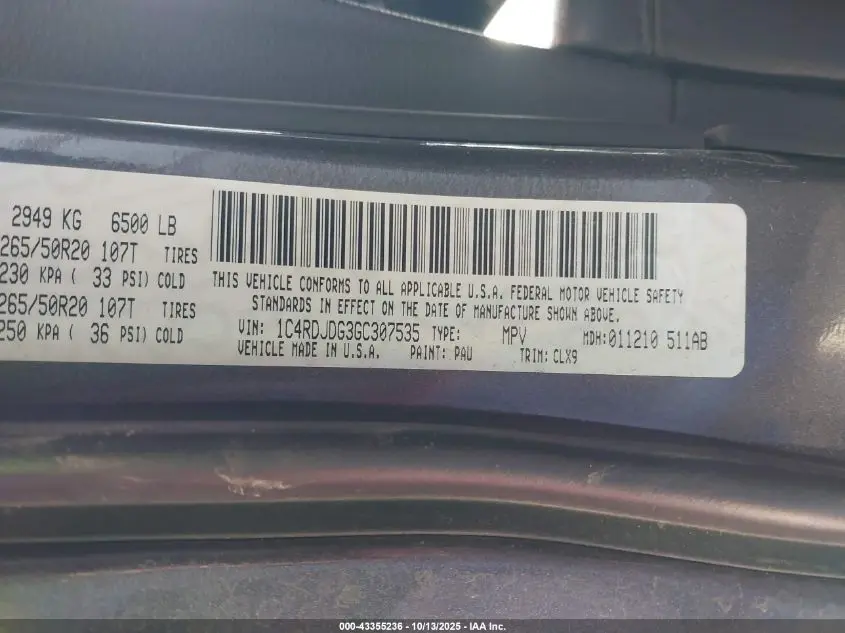 2949 KG 6500 LB
265/50R20 107T TIRES
230 KPA ( 33 PSI) COLD
265/50R20 107T TIRES
250 KPA ( 36 PSI) COLD
THIS VEHICLE CONFORMS TO ALL APPLICABLE U.S.A. FEDERAL MOTOR VEHICLE SAFETY
STANDARDS IN EFFECT ON THE DATE OF MANUFACTURE SHOWN ABOVE.
VIN: 1C4RDJDG3GC307535 TYPE: MPV MDH:011210 511AB
VEHICLE MADE IN U.S.A. PAINT: PAU TRIM: CLX9
000-43355236 - 10/13/2025 - IAA Inc.